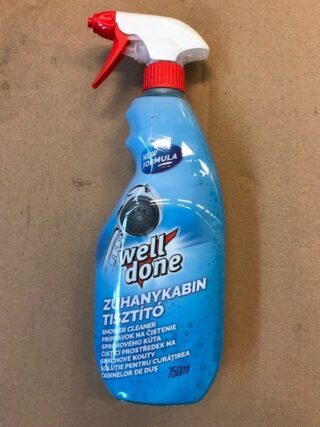 NEW
FORMULA
well
done
ZUHANYKABIN
TISZTÍTÓ
SHOWER CLEANER
PRÍPRAVOK NA ČISTENIE
SPRCHOVÉHO KÚTA
ČISTICÍ PROSTŘEDEK NA
SPRCHOVÉ KOUTY
SOLUȚIE PENTRU CURĂȚIREA
CABINELOR DE DUȘ
750ml